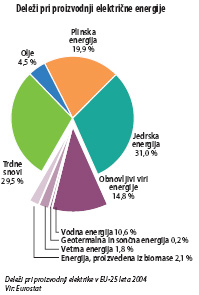 Deleži pri proizvodnji električne energije
Plinska
energija
19,9 %
Olje
4,5 %
Jedrska
energija
31,0 %
Trdne
snovi
29,5 %
Obnovljivi viri
energije
14,8 %
Vodna energija 10,6 %
Geotermalna in sončna energija 0,2 %
Vetrna energija 1,8 %
Energija, proizvedena iz biomase 2,1 %
Deleži pri proizvodnji elektrike v EU-25 leta 2004
Vir: Eurostat